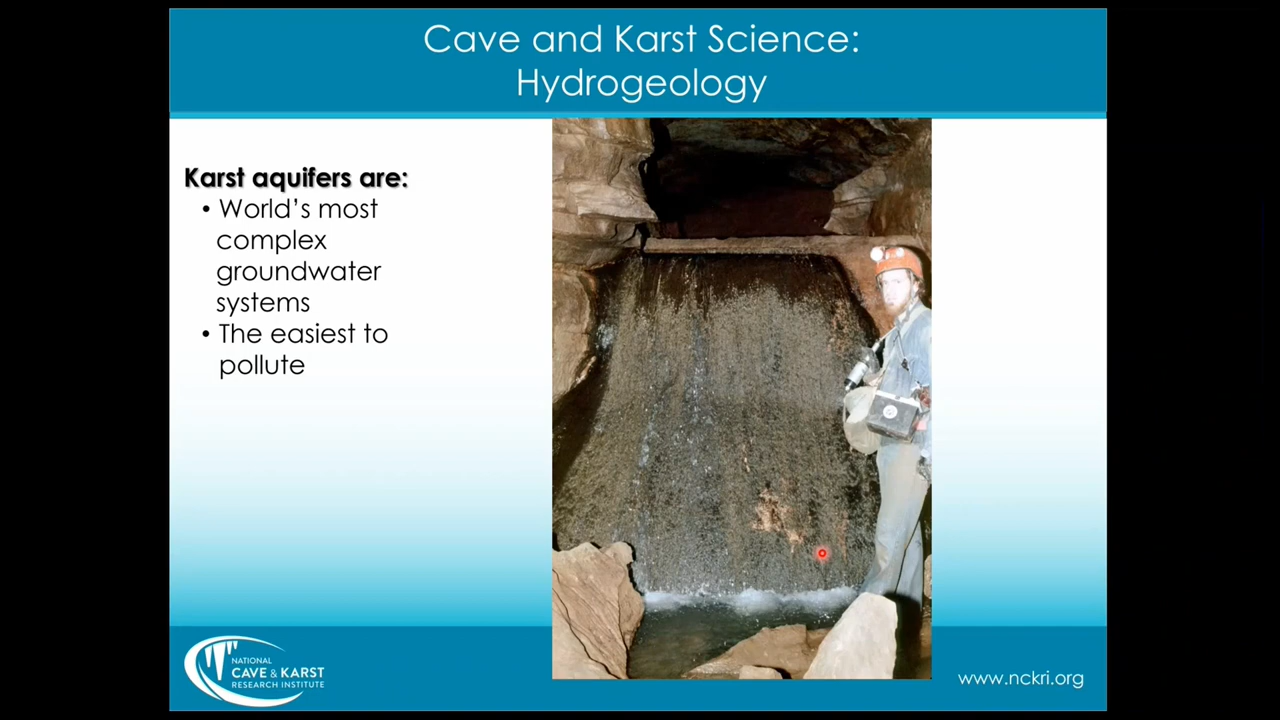 Cave and Karst Science:
Hydrogeology
Karst aquifers are:
• World's most
complex
groundwater
systems
• The easiest to
pollute
NATIONAL
CAVE & KARST
RESEARCH INSTITUTE
www.nckri.org